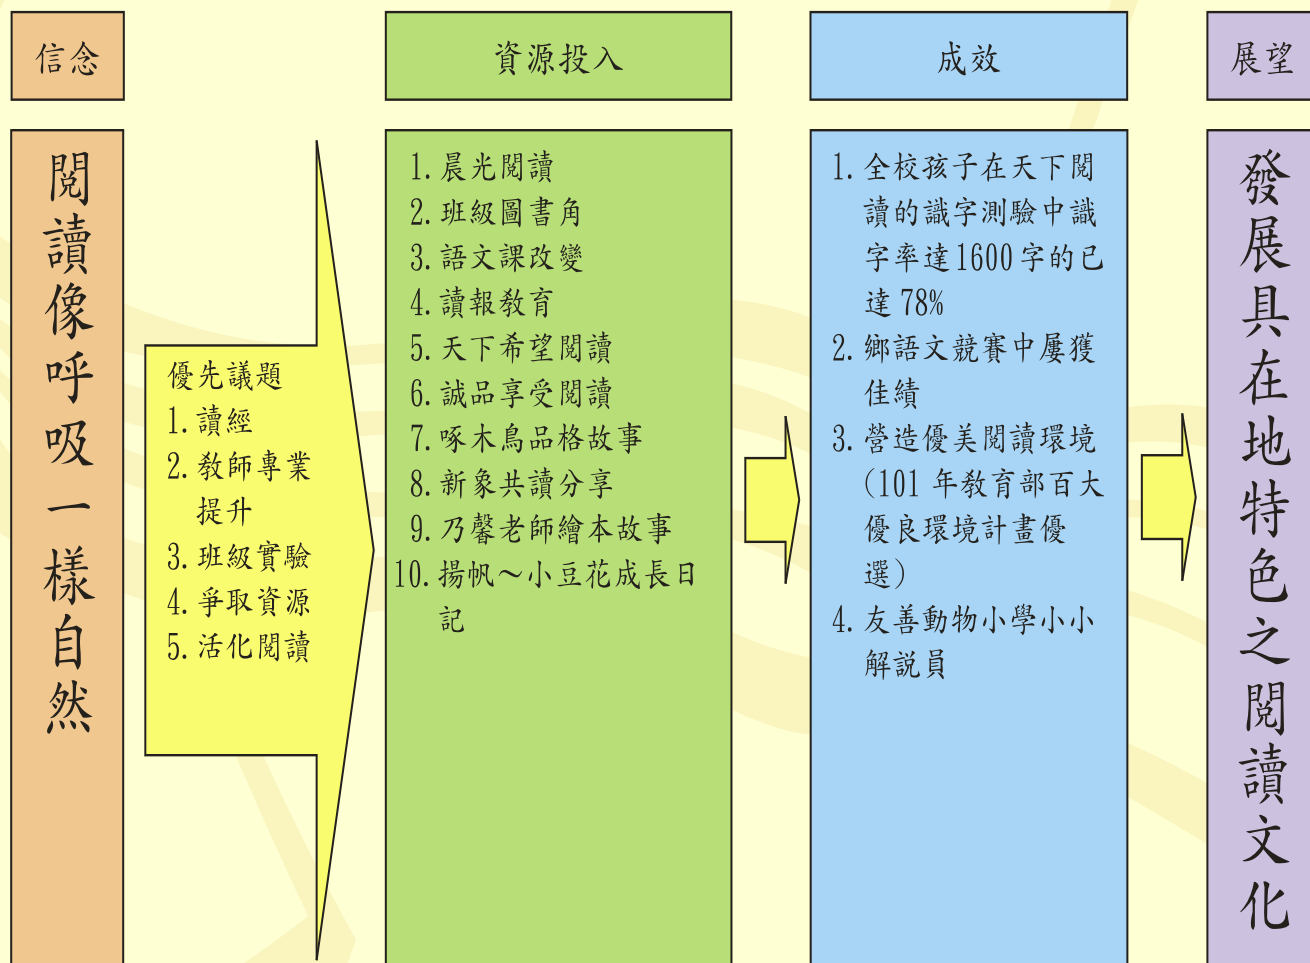 信念
資源投入
成效
展望
閱讀像呼吸一樣自然
優先議題
1. 讀經
2. 教師專業
提升
3. 班級實驗
4. 爭取資源
5. 活化閱讀
1. 晨光閱讀
2. 班級圖書角
3. 語文課改變
4. 讀報教育
5. 天下希望閱讀
6. 誠品享受閱讀
7. 啄木鳥品格故事
8. 新象共讀分享
9. 乃馨老師繪本故事
10. 揚帆～小豆花成長日
記
1. 全校孩子在天下閱
讀的識字測驗中識
字率達1600字的已
達 78%
2. 鄉語文競賽中屢獲
佳績
3. 營造優美閱讀環境
(101 年教育部百大
優良環境計畫優
選)
4. 友善動物小學小小
解說員
發展具在地特色之閱讀文化